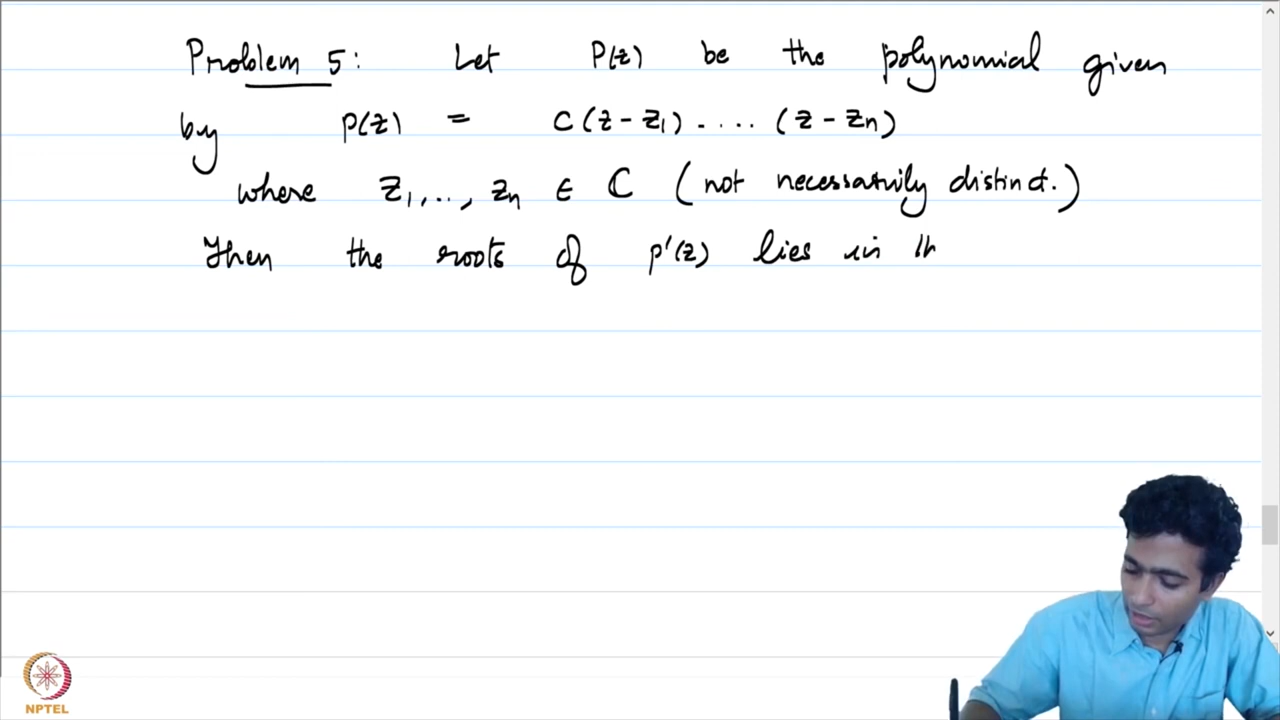 Problem 5: Let P(z) be the polynomial given
by P(z) = C(z-z₁)....(z-zₙ)
where z₁,..,zₙ ∈ ℂ (not necessarily distinct.)
Then the roots of p'(z) lies in th
NPTEL